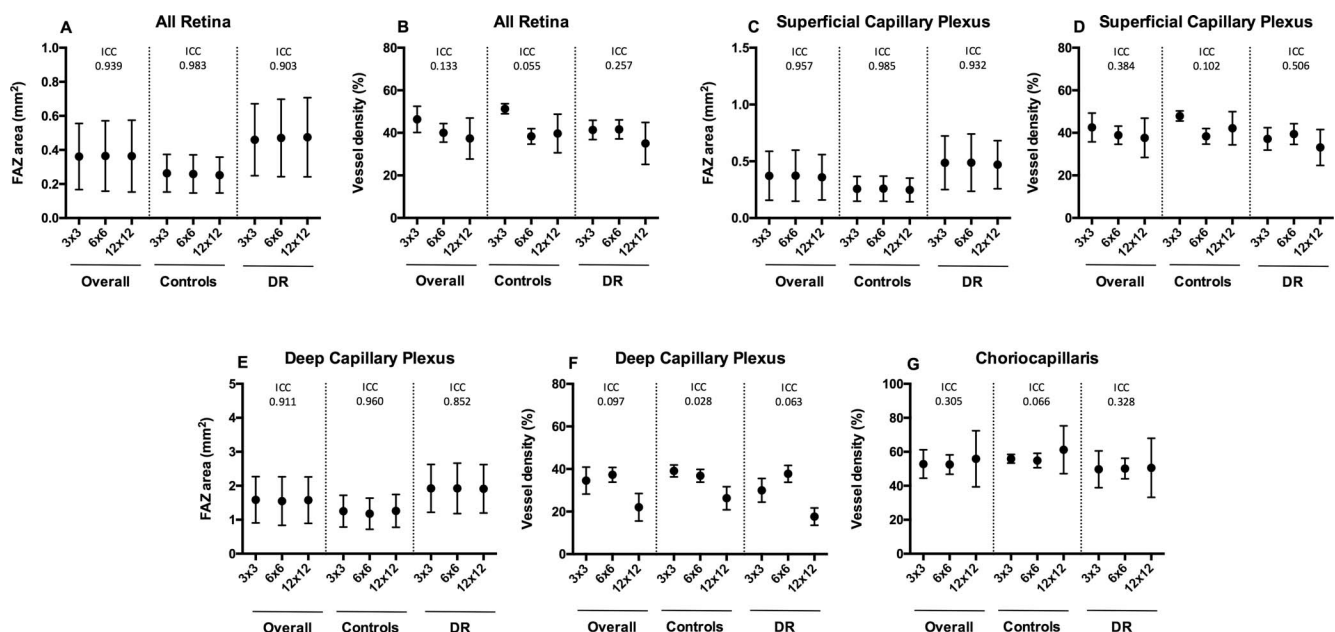 A
All Retina
FAZ area (mm²)
1.0
0.8
0.6
0.4
0.2
0.0
ICC
0.939
ICC
0.983
ICC
0.903
3x3
6x6
12x12
3x3
6x6
12x12
3x3
6x6
12x12
Overall
Controls
DR
B
All Retina
Vessel density (%)
80
60
40
20
0
ICC
0.133
ICC
0.055
ICC
0.257
3x3
6x6
12x12
3x3
6x6
12x12
3x3
6x6
12x12
Overall
Controls
DR
C
Superficial Capillary Plexus
FAZ area (mm²)
1.5
1.0
0.5
0.0
ICC
0.957
ICC
0.985
ICC
0.932
3x3
6x6
12x12
3x3
6x6
12x12
3x3
6x6
12x12
Overall
Controls
DR
D
Superficial Capillary Plexus
Vessel density (%)
80
60
40
20
0
ICC
0.384
ICC
0.102
ICC
0.506
3x3
6x6
12x12
3x3
6x6
12x12
3x3
6x6
12x12
Overall
Controls
DR
E
Deep Capillary Plexus
FAZ area (mm²)
5
4
3
2
1
0
ICC
0.911
ICC
0.960
ICC
0.852
3x3
6x6
12x12
3x3
6x6
12x12
3x3
6x6
12x12
Overall
Controls
DR
F
Deep Capillary Plexus
Vessel density (%)
80
60
40
20
0
ICC
0.097
ICC
0.028
ICC
0.063
3x3
6x6
12x12
3x3
6x6
12x12
3x3
6x6
12x12
Overall
Controls
DR
G
Choriocapillaris
Vessel density (%)
100
80
60
40
20
0
ICC
0.305
ICC
0.066
ICC
0.328
3x3
6x6
12x12
3x3
6x6
12x12
3x3
6x6
12x12
Overall
Controls
DR